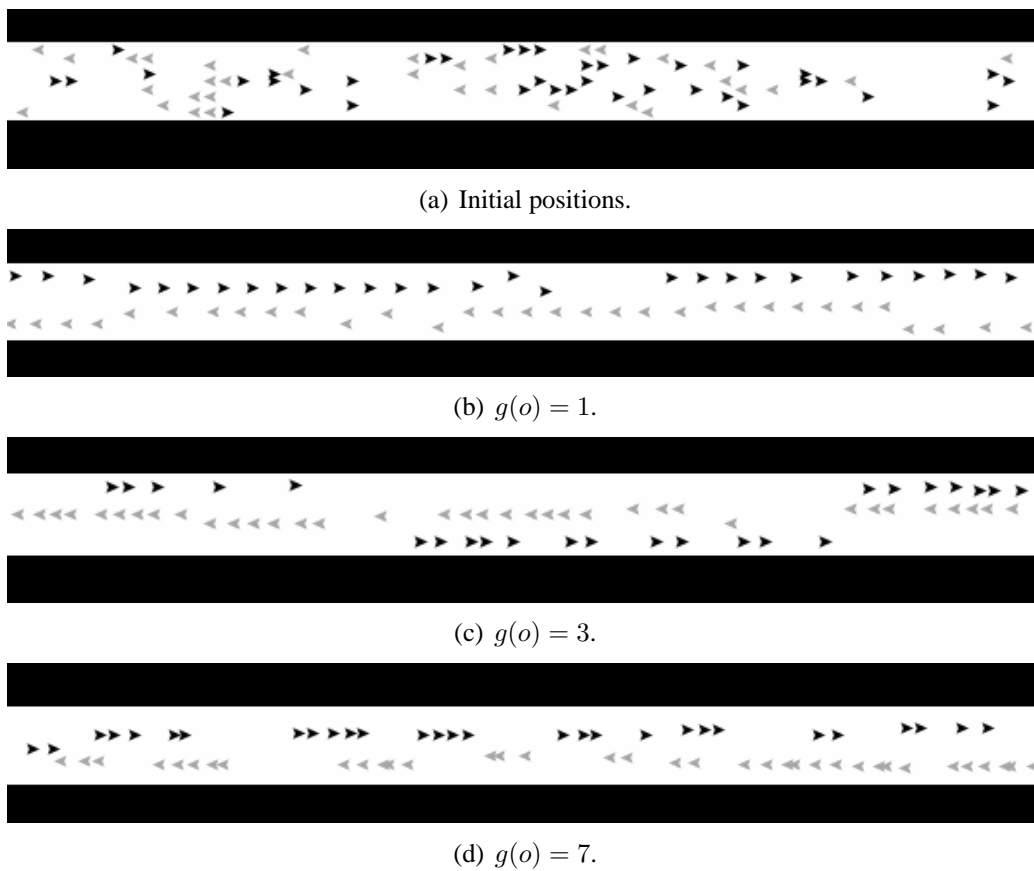 (a) Initial positions.
(b) g(o) = 1.
(c) g(o) = 3.
(d) g(o) = 7.